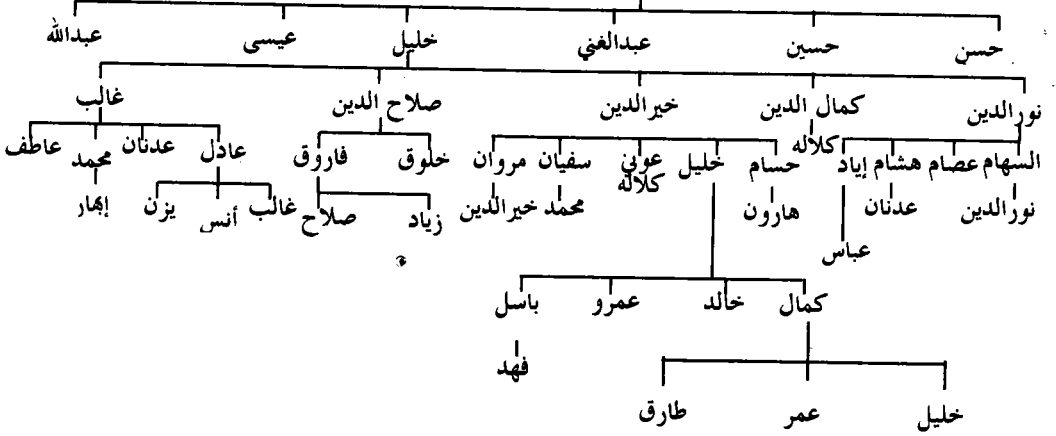 حسن حسين عبدالغني خليل عيسى عبدالله
نورالدين كمال الدين خيرالدين صلاح الدين غالب
السهام عصام هشام إياد كلاله حسام خليل عوني سفيان مروان خلوق فاروق عادل عدنان محمد عاطف
نورالدين عدنان هارون كلاله محمد خيرالدين زياد صلاح غالب أنس يزن إيهار
عباس
كمال خالد عمرو باسل
فهد
خليل عمر طارق